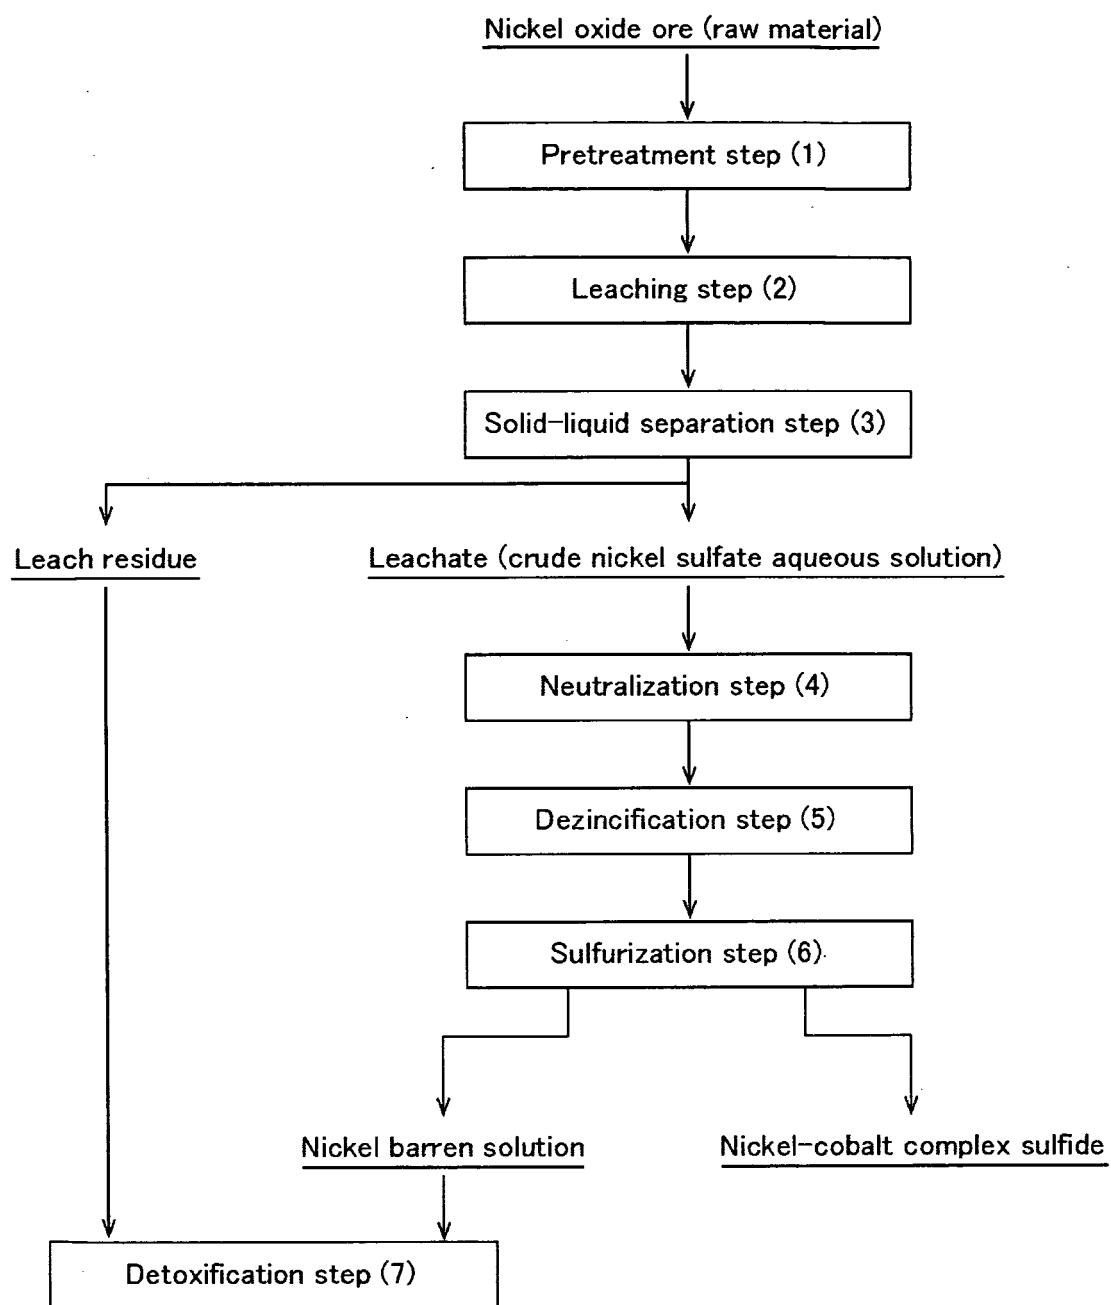 Nickel oxide ore (raw material)
Pretreatment step (1)
Leaching step (2)
Solid-liquid separation step (3)
Leach residue
Leachate (crude nickel sulfate aqueous solution)
Neutralization step (4)
Dezincification step (5)
Sulfurization step (6)
Nickel barren solution
Nickel-cobalt complex sulfide
Detoxification step (7)